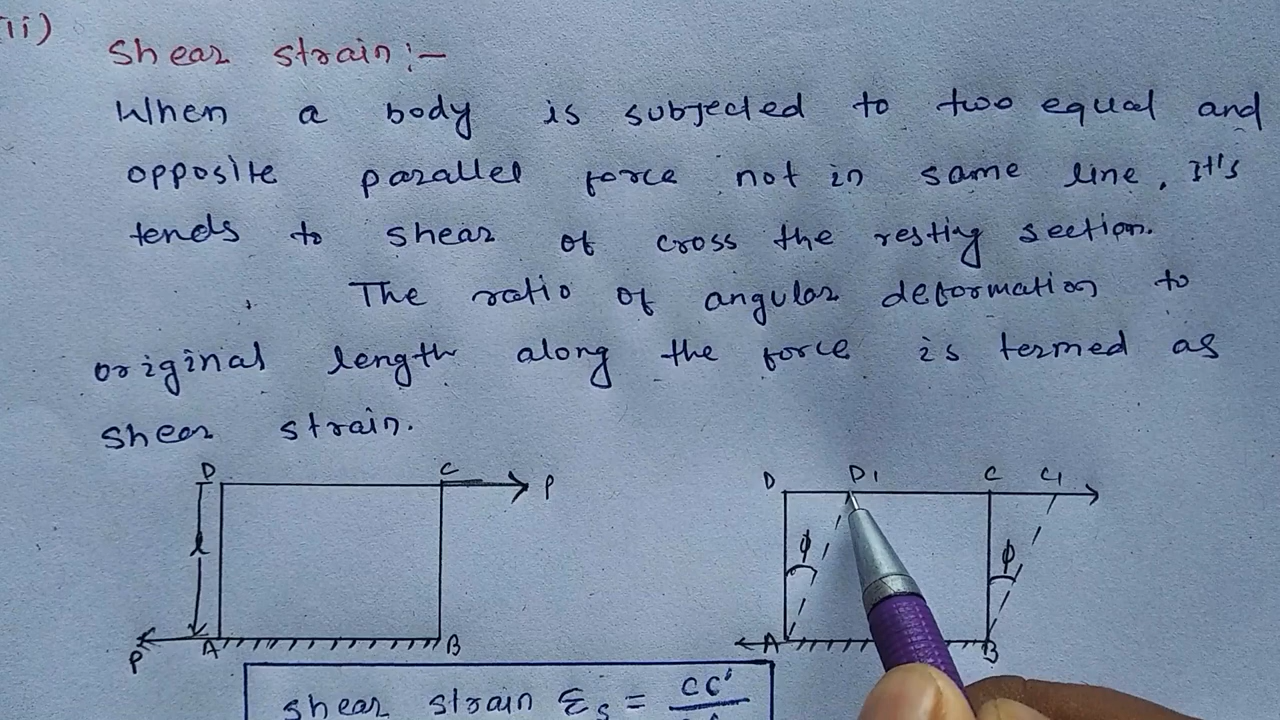 (ii)
Shear strain :-
When a body is subjected to two equal and
opposite parallel force not in same line, It's
tends to shear of cross the resting section.
The ratio of angular deformation to
original length along the force is termed as
shear strain.
D C P
l
P A B
D D1 C C1
ϕ ϕ
A B
shear strain Ɛs = CC'